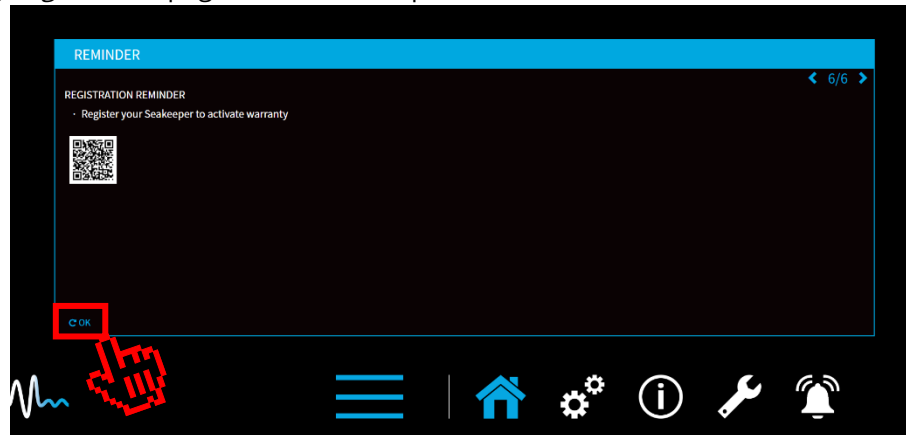 REMINDER
6/6
REGISTRATION REMINDER
· Register your Seakeeper to activate warranty
OK